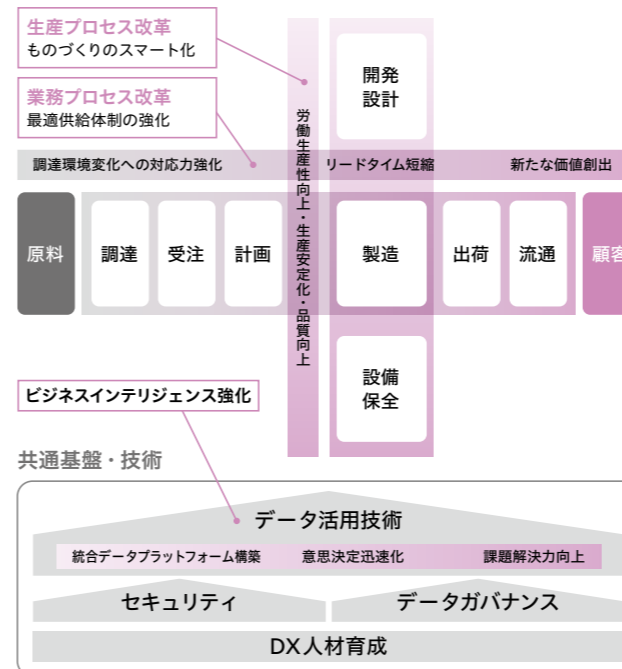 生産プロセス改革
ものづくりのスマート化
業務プロセス改革
最適供給体制の強化
開発
設計
労働生産性向上・生産安定化・品質向上
調達環境変化への対応力強化
リードタイム短縮
新たな価値創出
原料
調達
受注
計画
製造
出荷
流通
顧客
設備
保全
ビジネスインテリジェンス強化
共通基盤・技術
データ活用技術
統合データプラットフォーム構築
意思決定迅速化
課題解決力向上
セキュリティ
データガバナンス
DX人材育成